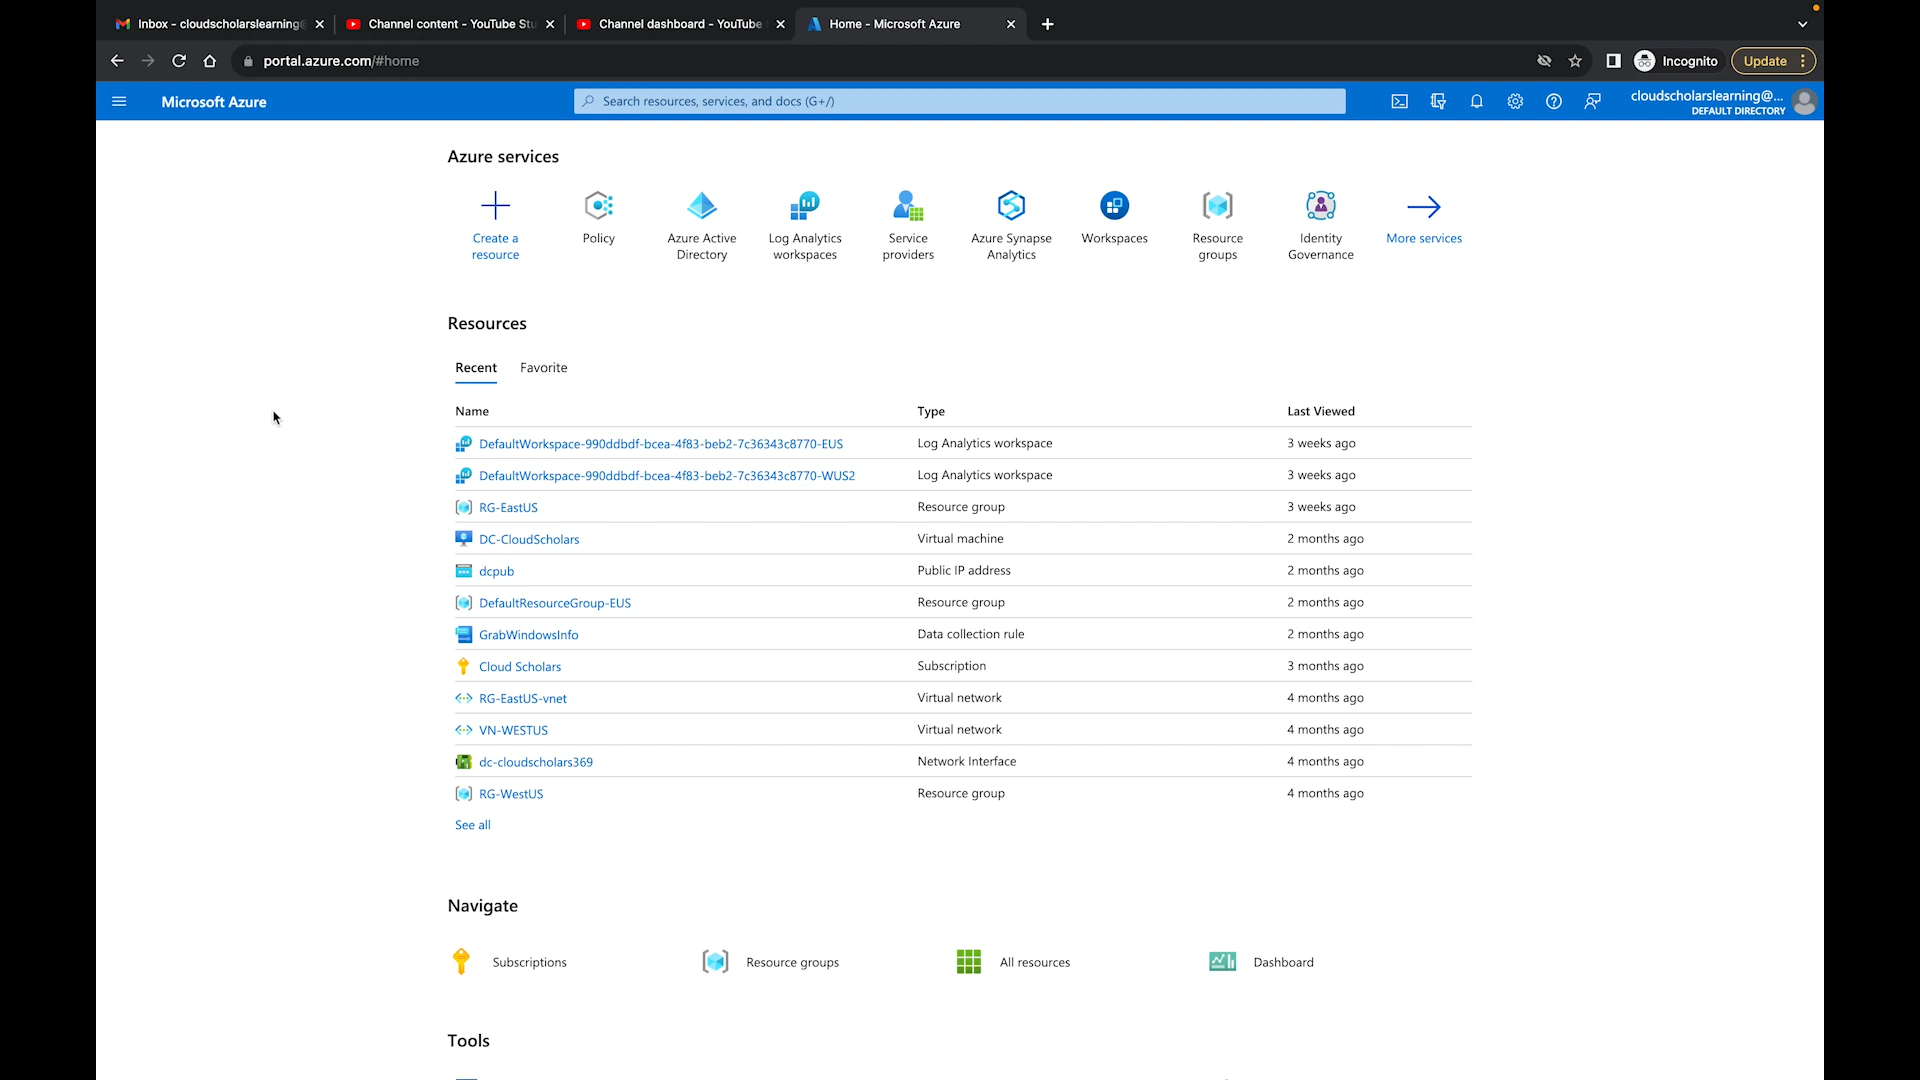 Inbox - cloudscholarslearning@
Channel content - YouTube Stu
Channel dashboard - YouTube
Home - Microsoft Azure
portal.azure.com/#home
Incognito
Update
Microsoft Azure
Search resources, services, and docs (G+/)
cloudscholarslearning@...
DEFAULT DIRECTORY
Azure services
Create a
resource
Policy
Azure Active
Directory
Log Analytics
workspaces
Service
providers
Azure Synapse
Analytics
Workspaces
Resource
groups
Identity
Governance
More services
Resources
Recent Favorite
Name Type Last Viewed
DefaultWorkspace-990ddbdf-bcea-4f83-beb2-7c36343c8770-EUS Log Analytics workspace 3 weeks ago
DefaultWorkspace-990ddbdf-bcea-4f83-beb2-7c36343c8770-WUS2 Log Analytics workspace 3 weeks ago
RG-EastUS Resource group 3 weeks ago
DC-CloudScholars Virtual machine 2 months ago
dcpub Public IP address 2 months ago
DefaultResourceGroup-EUS Resource group 2 months ago
GrabWindowsInfo Data collection rule 2 months ago
Cloud Scholars Subscription 3 months ago
RG-EastUS-vnet Virtual network 4 months ago
VN-WESTUS Virtual network 4 months ago
dc-cloudscholars369 Network Interface 4 months ago
RG-WestUS Resource group 4 months ago
See all
Navigate
Subscriptions Resource groups All resources Dashboard
Tools